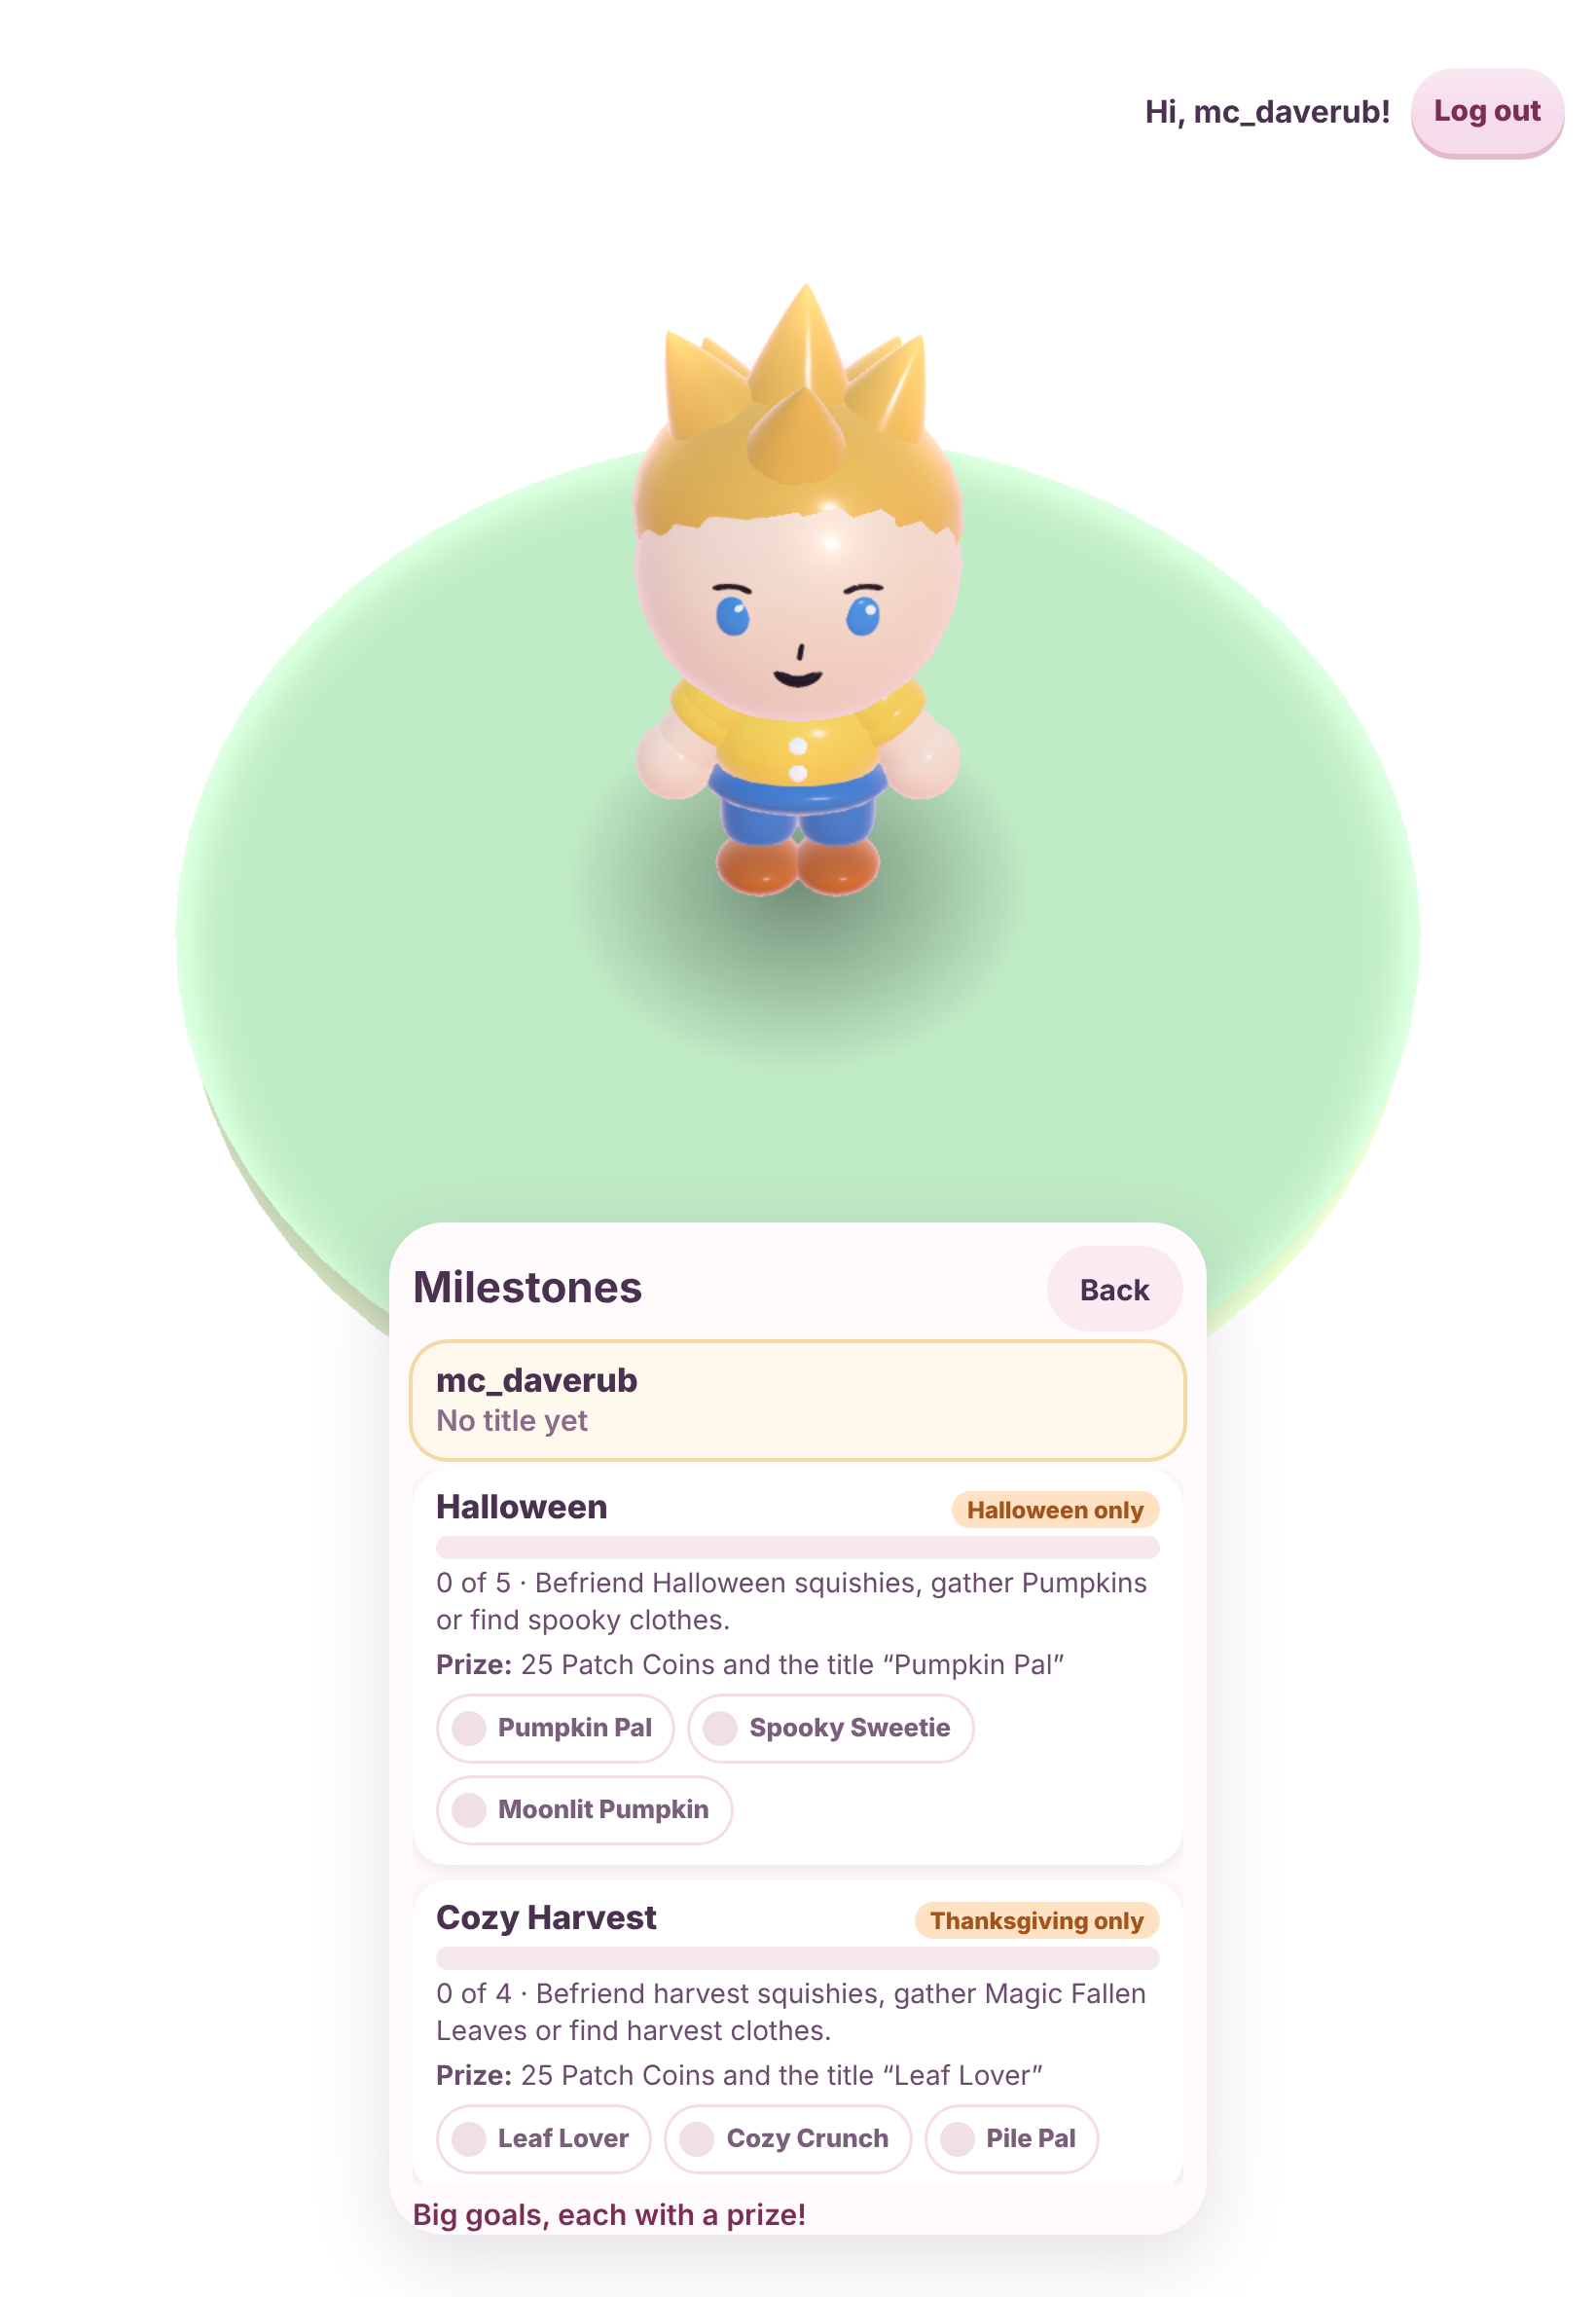 Hi, mc_daverub!
Log out
Milestones
Back
mc_daverub
No title yet
Halloween
Halloween only
0 of 5 · Befriend Halloween squishies, gather Pumpkins
or find spooky clothes.
Prize: 25 Patch Coins and the title “Pumpkin Pal”
Pumpkin Pal
Spooky Sweetie
Moonlit Pumpkin
Cozy Harvest
Thanksgiving only
0 of 4 · Befriend harvest squishies, gather Magic Fallen
Leaves or find harvest clothes.
Prize: 25 Patch Coins and the title “Leaf Lover”
Leaf Lover
Cozy Crunch
Pile Pal
Big goals, each with a prize!